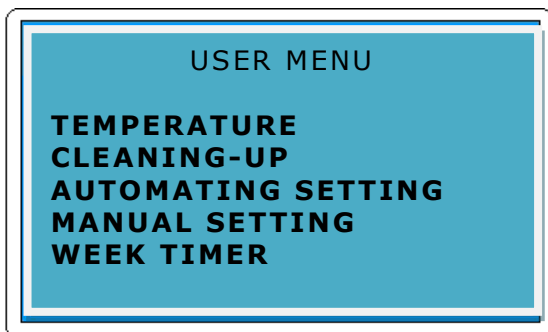 USER MENU
TEMPERATURE
CLEANING-UP
AUTOMATING SETTING
MANUAL SETTING
WEEK TIMER